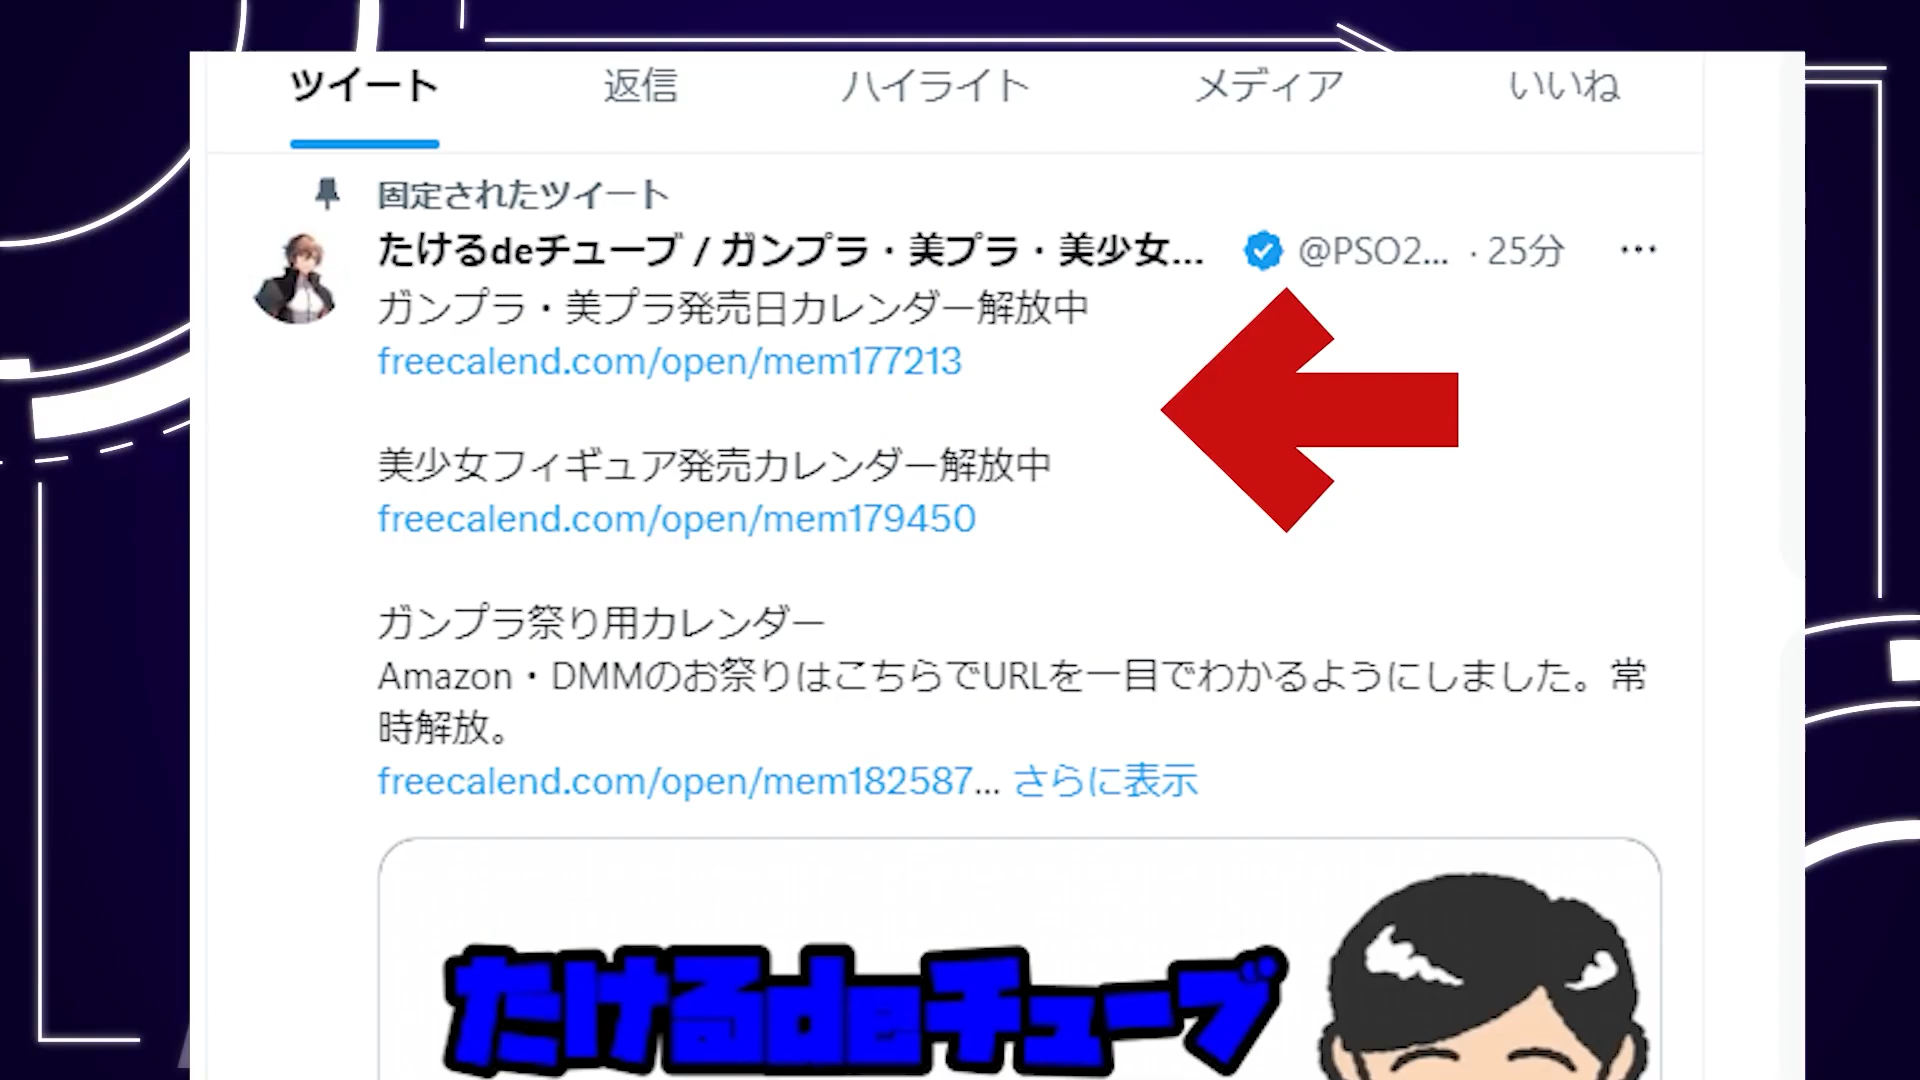 ツイート 返信 ハイライト メディア いいね
固定されたツイート
たけるdeチューブ / ガンプラ・美プラ・美少女... @PSO2... · 25分 ···
ガンプラ・美プラ発売日カレンダー解放中
freecalend.com/open/mem177213
美少女フィギュア発売カレンダー解放中
freecalend.com/open/mem179450
ガンプラ祭り用カレンダー
Amazon・DMMのお祭りはこちらでURLを一目でわかるようにしました。常
時解放。
freecalend.com/open/mem182587... さらに表示
たけるdeチューブ